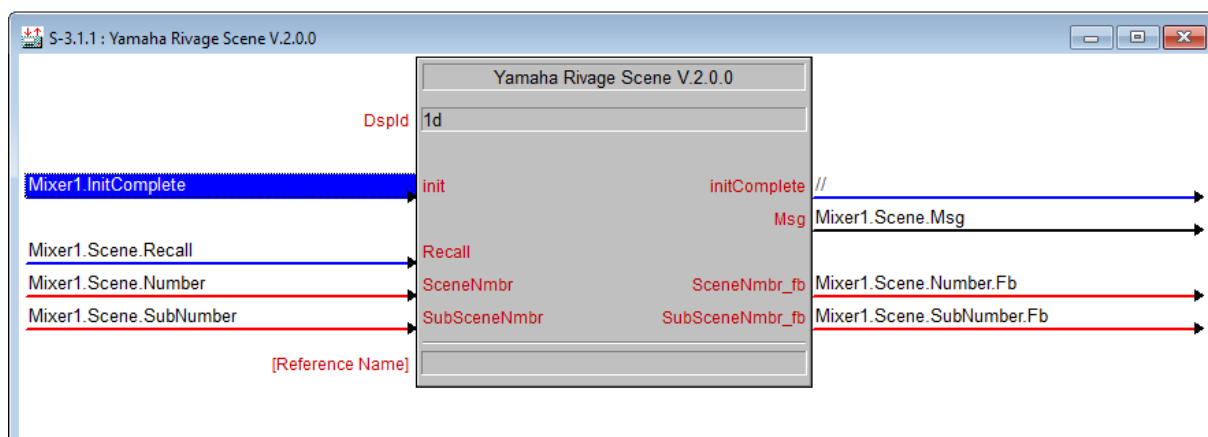 S-3.1.1 : Yamaha Rivage Scene V.2.0.0
Yamaha Rivage Scene V.2.0.0
DspId 1d
Mixer1.InitComplete init initComplete //
Msg Mixer1.Scene.Msg
Mixer1.Scene.Recall Recall
Mixer1.Scene.Number SceneNmbr SceneNmbr_fb Mixer1.Scene.Number.Fb
Mixer1.Scene.SubNumber SubSceneNmbr SubSceneNmbr_fb Mixer1.Scene.SubNumber.Fb
[Reference Name]